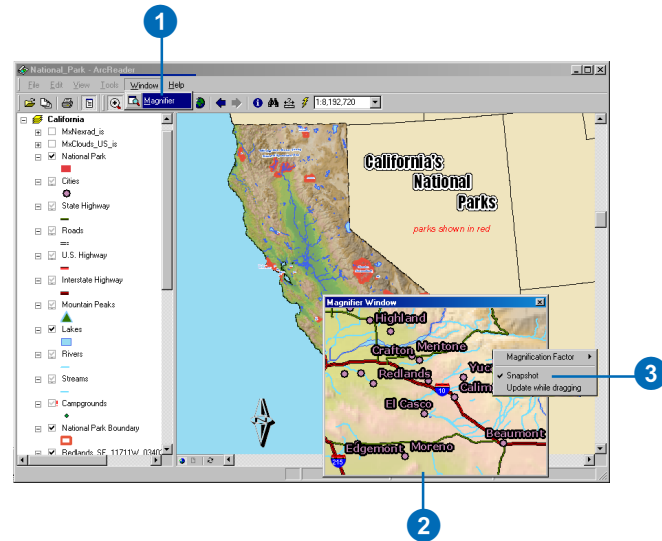 1
National_Park - ArcReader
File Edit View Tools Window Help
Magnifier
1:8,192,720
California
MxNexrad_is
MxClouds_US_is
National Park
Cities
State Highway
Roads
U.S. Highway
Interstate Highway
Mountain Peaks
Lakes
Rivers
Streams
Campgrounds
National Park Boundary
California's
National
Parks
parks shown in red
Magnifier Window
Highland
Crafton Mentone
Redlands
10
El Casco
Beaumont
Edgemont Moreno
215
Magnification Factor
Snapshot
Update while dragging
3
2